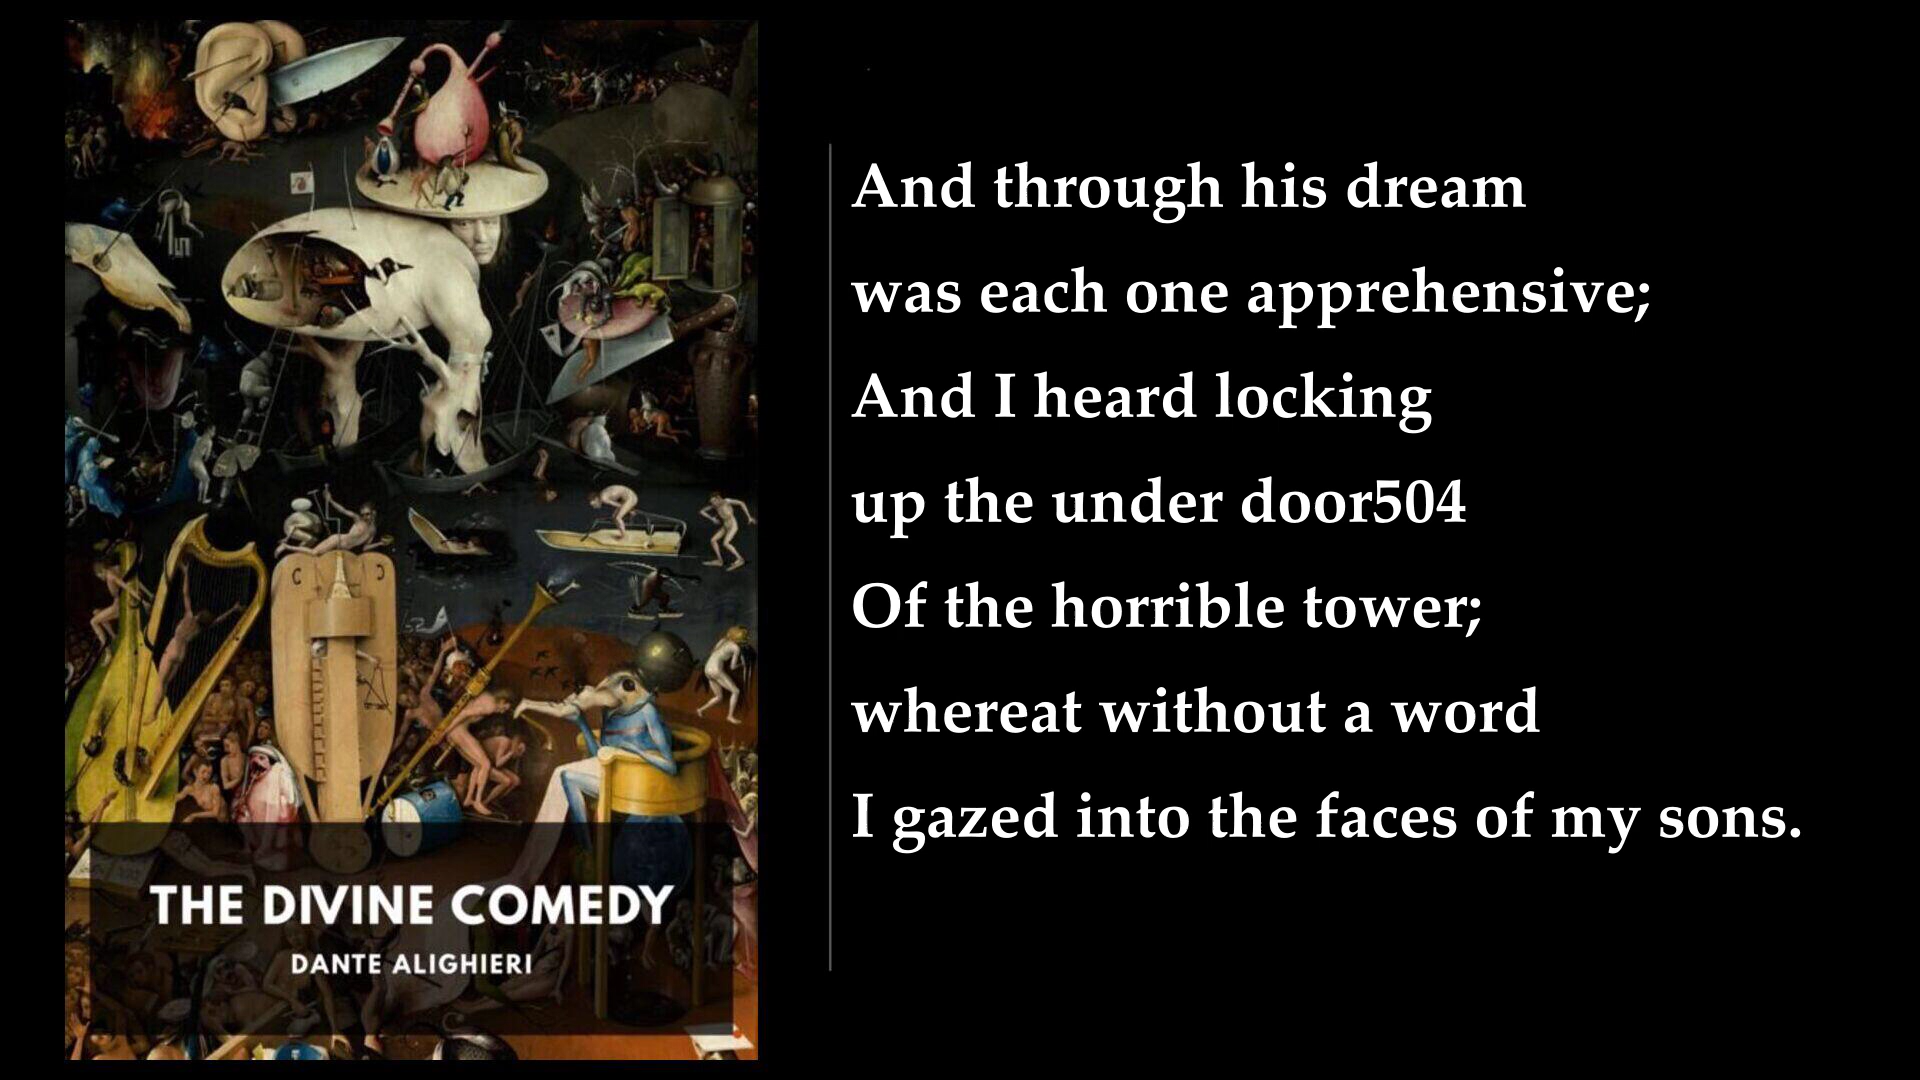 And through his dream
was each one apprehensive;
And I heard locking
up the under door504
Of the horrible tower;
whereat without a word
I gazed into the faces of my sons.
THE DIVINE COMEDY
DANTE ALIGHIERI